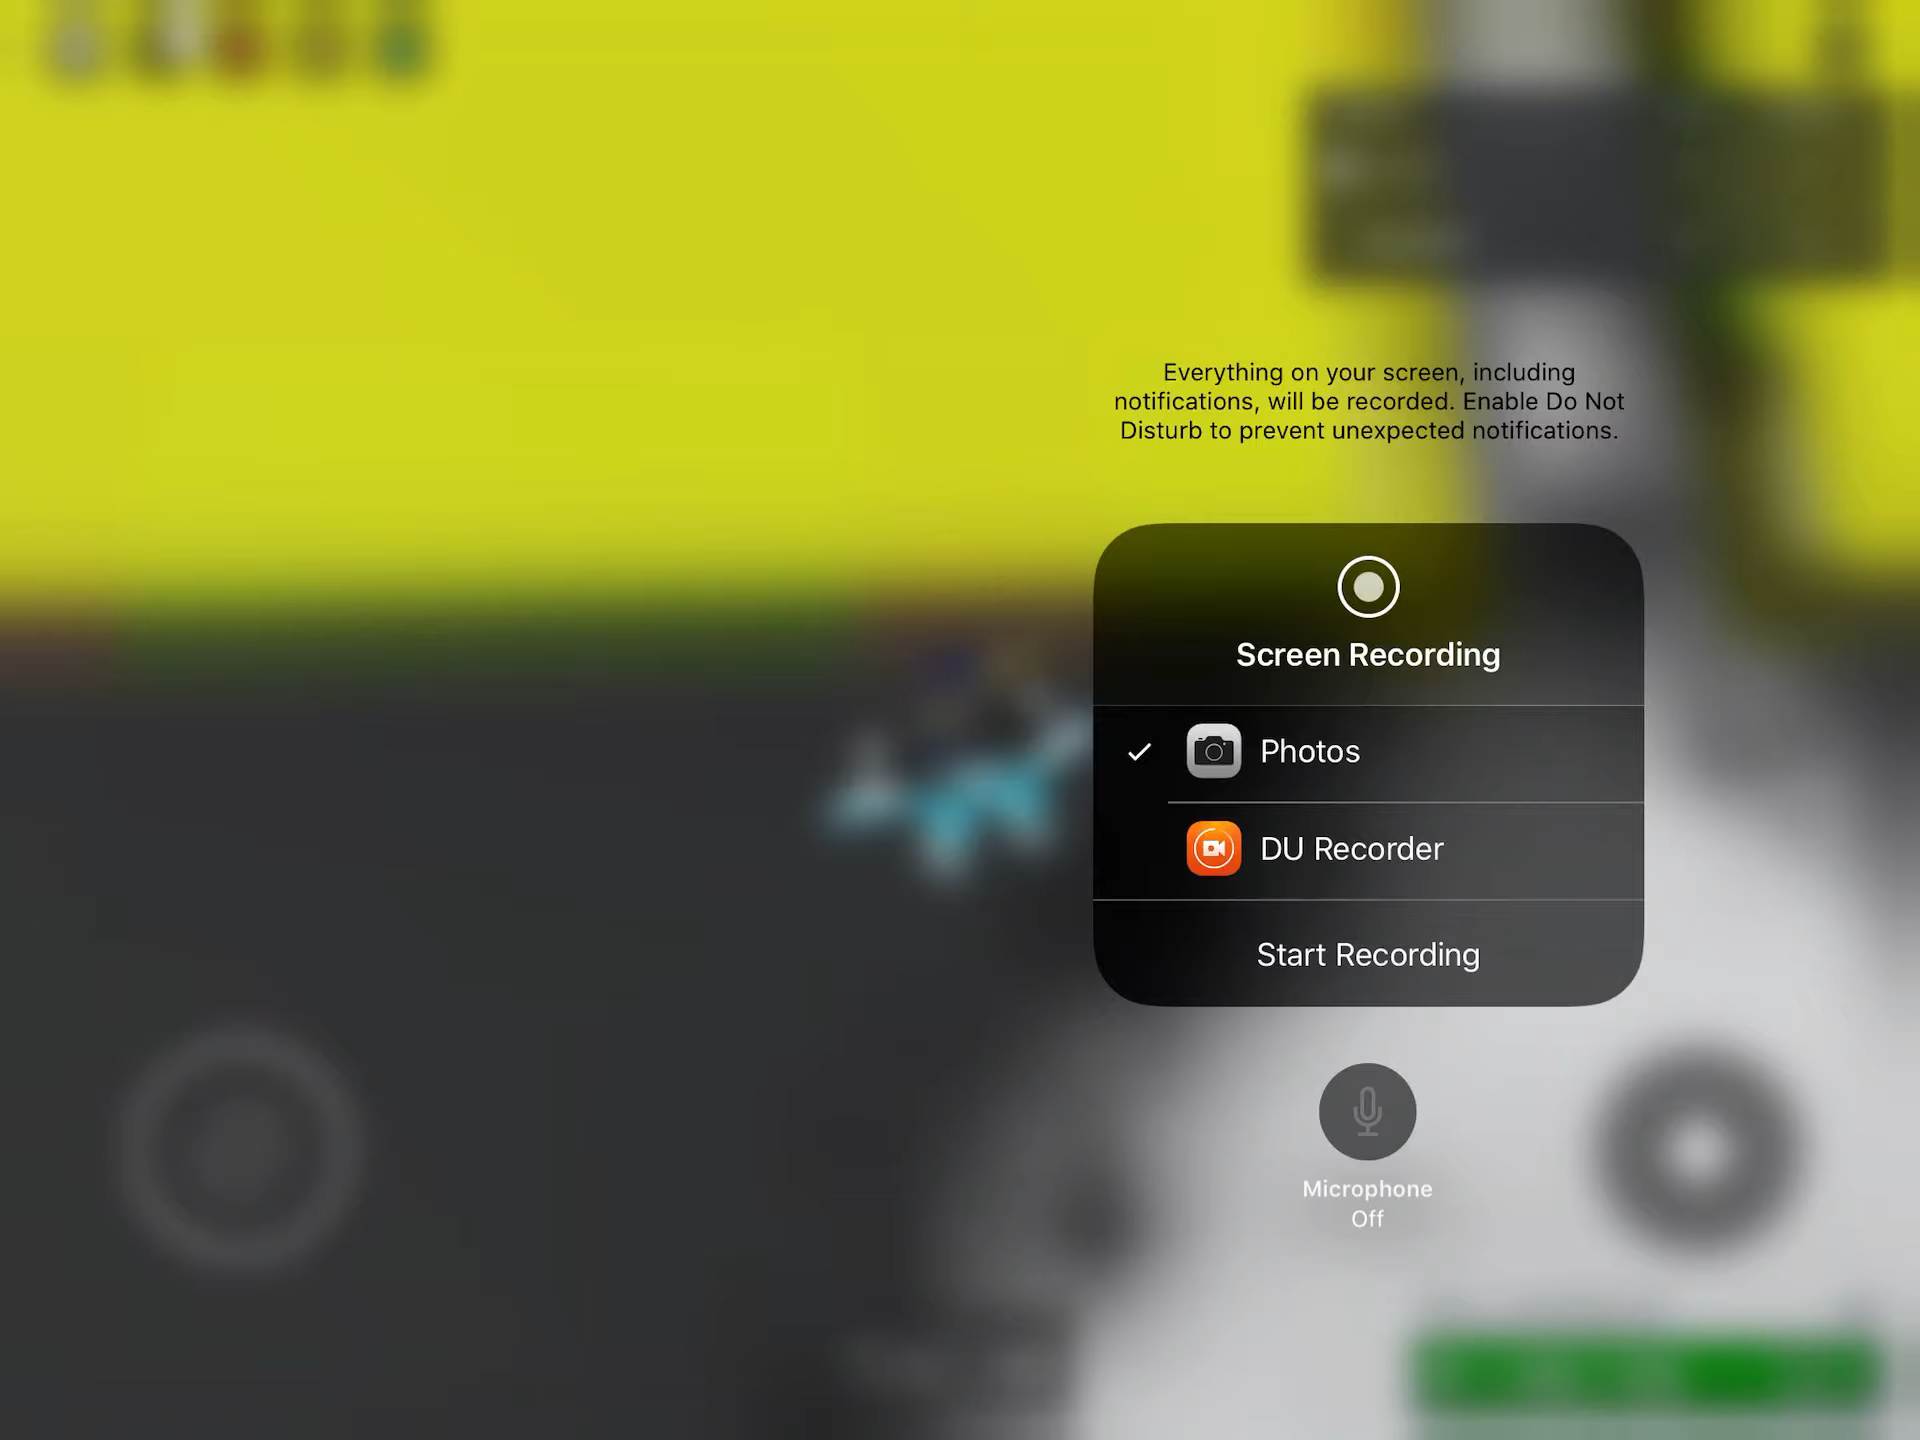 Everything on your screen, including
notifications, will be recorded. Enable Do Not
Disturb to prevent unexpected notifications.
Screen Recording
Photos
DU Recorder
Start Recording
Microphone
Off